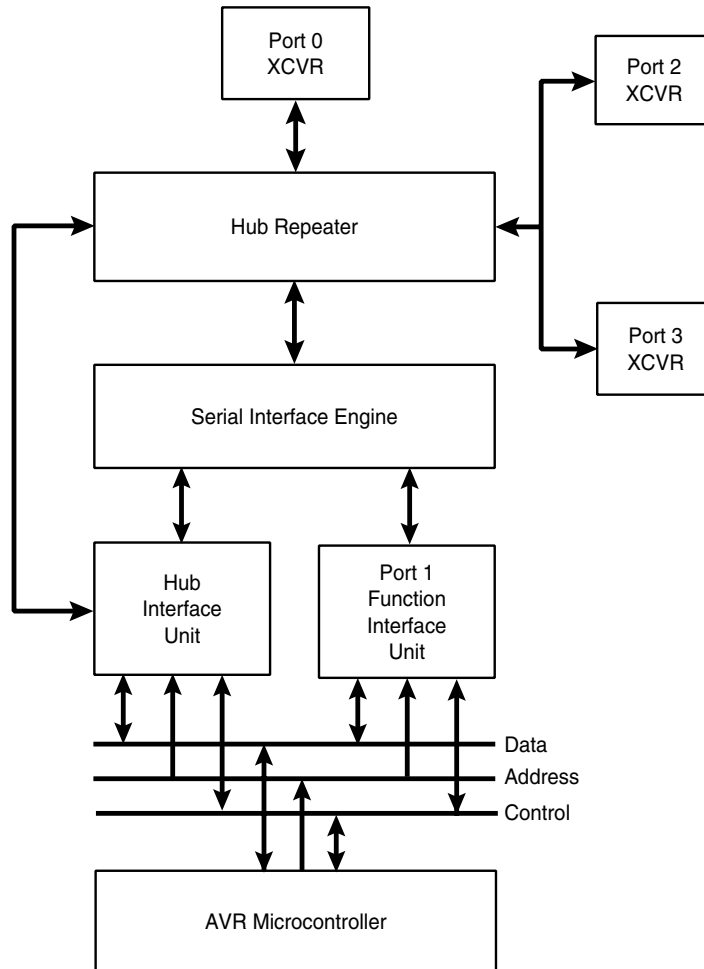 Port 0
XCVR
Port 2
XCVR
Hub Repeater
Port 3
XCVR
Serial Interface Engine
Hub
Interface
Unit
Port 1
Function
Interface
Unit
Data
Address
Control
AVR Microcontroller